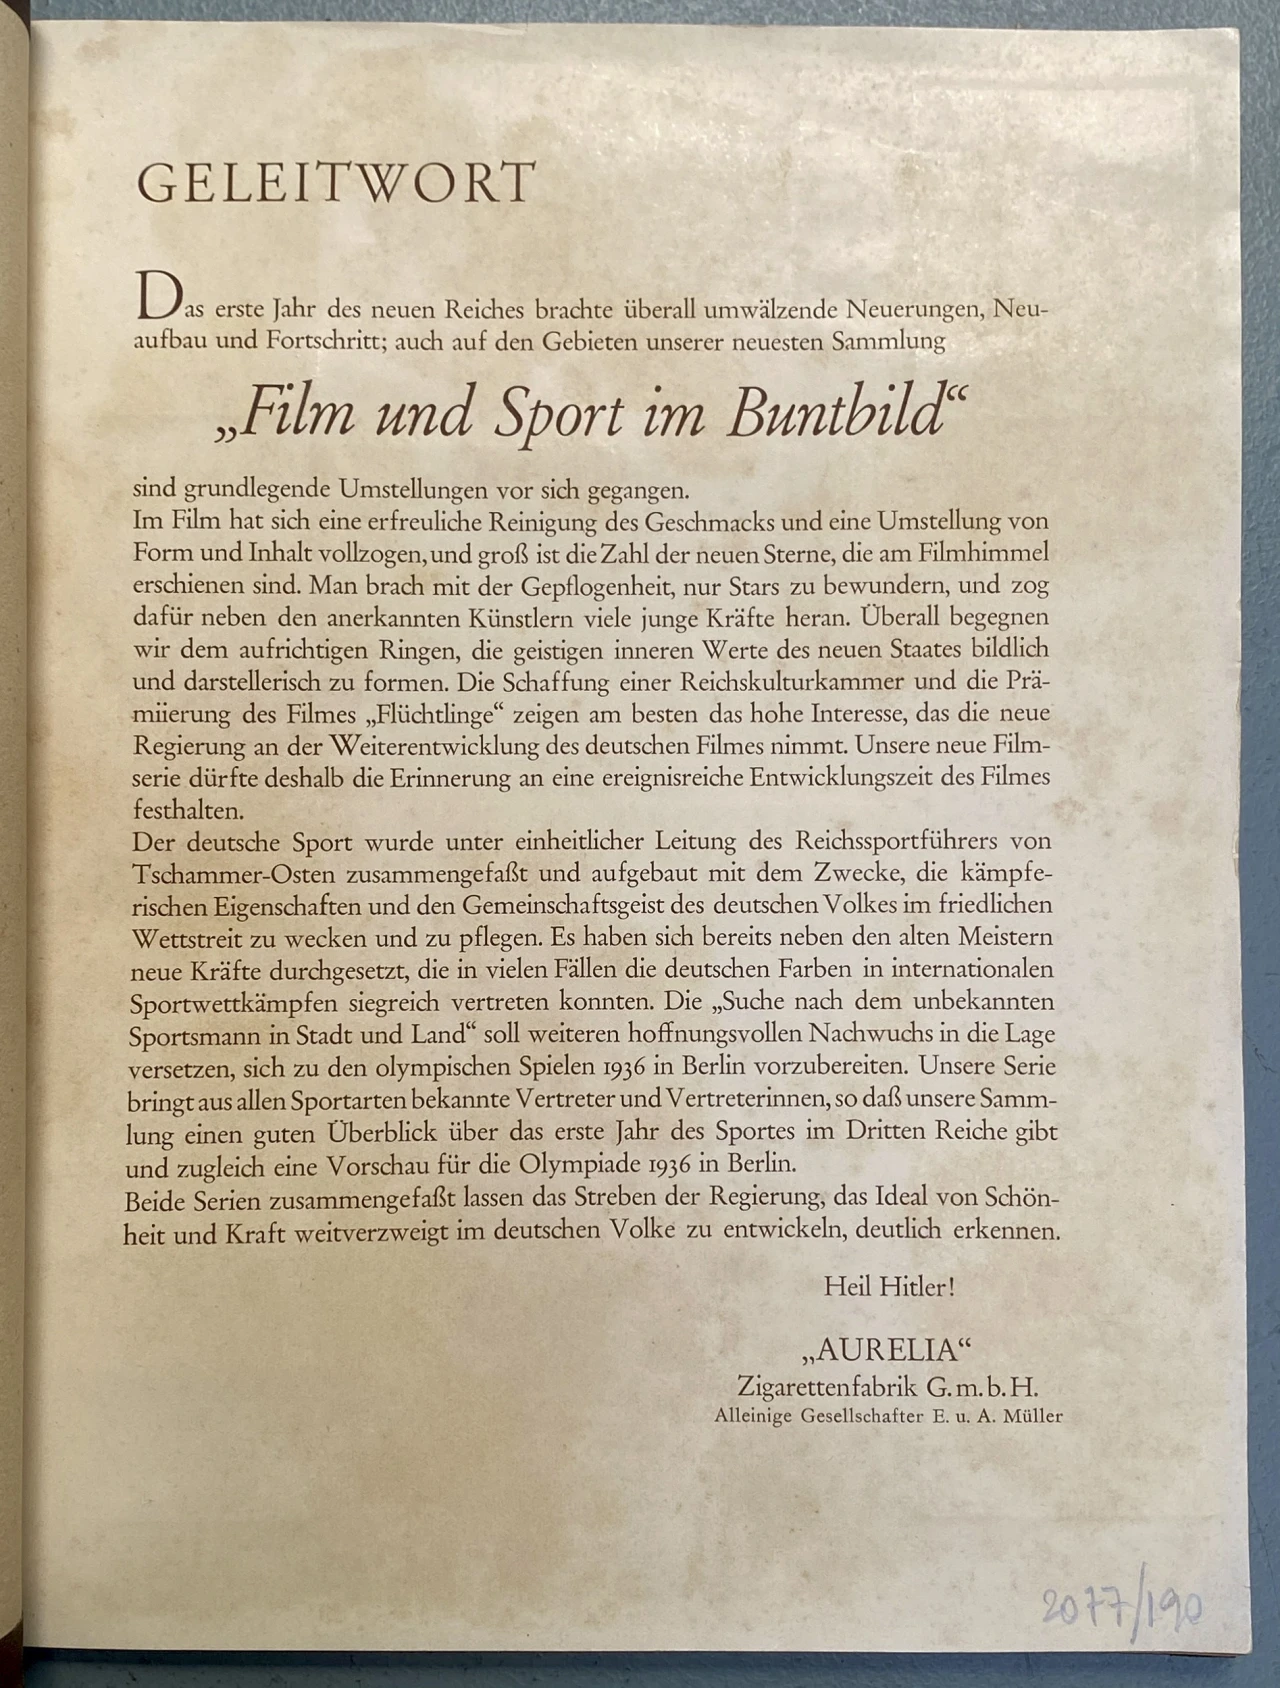 GELEITWORT
Das erste Jahr des neuen Reiches brachte überall umwälzende Neuerungen, Neu-
aufbau und Fortschritt; auch auf den Gebieten unserer neuesten Sammlung
„Film und Sport im Buntbild“
sind grundlegende Umstellungen vor sich gegangen.
Im Film hat sich eine erfreuliche Reinigung des Geschmacks und eine Umstellung von
Form und Inhalt vollzogen, und groß ist die Zahl der neuen Sterne, die am Filmhimmel
erschienen sind. Man brach mit der Gepflogenheit, nur Stars zu bewundern, und zog
dafür neben den anerkannten Künstlern viele junge Kräfte heran. Überall begegnen
wir dem aufrichtigen Ringen, die geistigen inneren Werte des neuen Staates bildlich
und darstellerisch zu formen. Die Schaffung einer Reichskulturkammer und die Prä-
miierung des Filmes „Flüchtlinge“ zeigen am besten das hohe Interesse, das die neue
Regierung an der Weiterentwicklung des deutschen Filmes nimmt. Unsere neue Film-
serie dürfte deshalb die Erinnerung an eine ereignisreiche Entwicklungszeit des Filmes
festhalten.
Der deutsche Sport wurde unter einheitlicher Leitung des Reichssportführers von
Tschammer-Osten zusammengefaßt und aufgebaut mit dem Zwecke, die kämpfe-
rischen Eigenschaften und den Gemeinschaftsgeist des deutschen Volkes im friedlichen
Wettstreit zu wecken und zu pflegen. Es haben sich bereits neben den alten Meistern
neue Kräfte durchgesetzt, die in vielen Fällen die deutschen Farben in internationalen
Sportwettkämpfen siegreich vertreten konnten. Die „Suche nach dem unbekannten
Sportsmann in Stadt und Land“ soll weiteren hoffnungsvollen Nachwuchs in die Lage
versetzen, sich zu den olympischen Spielen 1936 in Berlin vorzubereiten. Unsere Serie
bringt aus allen Sportarten bekannte Vertreter und Vertreterinnen, so daß unsere Samm-
lung einen guten Überblick über das erste Jahr des Sportes im Dritten Reiche gibt
und zugleich eine Vorschau für die Olympiade 1936 in Berlin.
Beide Serien zusammengefaßt lassen das Streben der Regierung, das Ideal von Schön-
heit und Kraft weitverzweigt im deutschen Volke zu entwickeln, deutlich erkennen.
Heil Hitler!
„AURELIA“
Zigarettenfabrik G. m. b. H.
Alleinige Gesellschafter E. u. A. Müller
2077/190